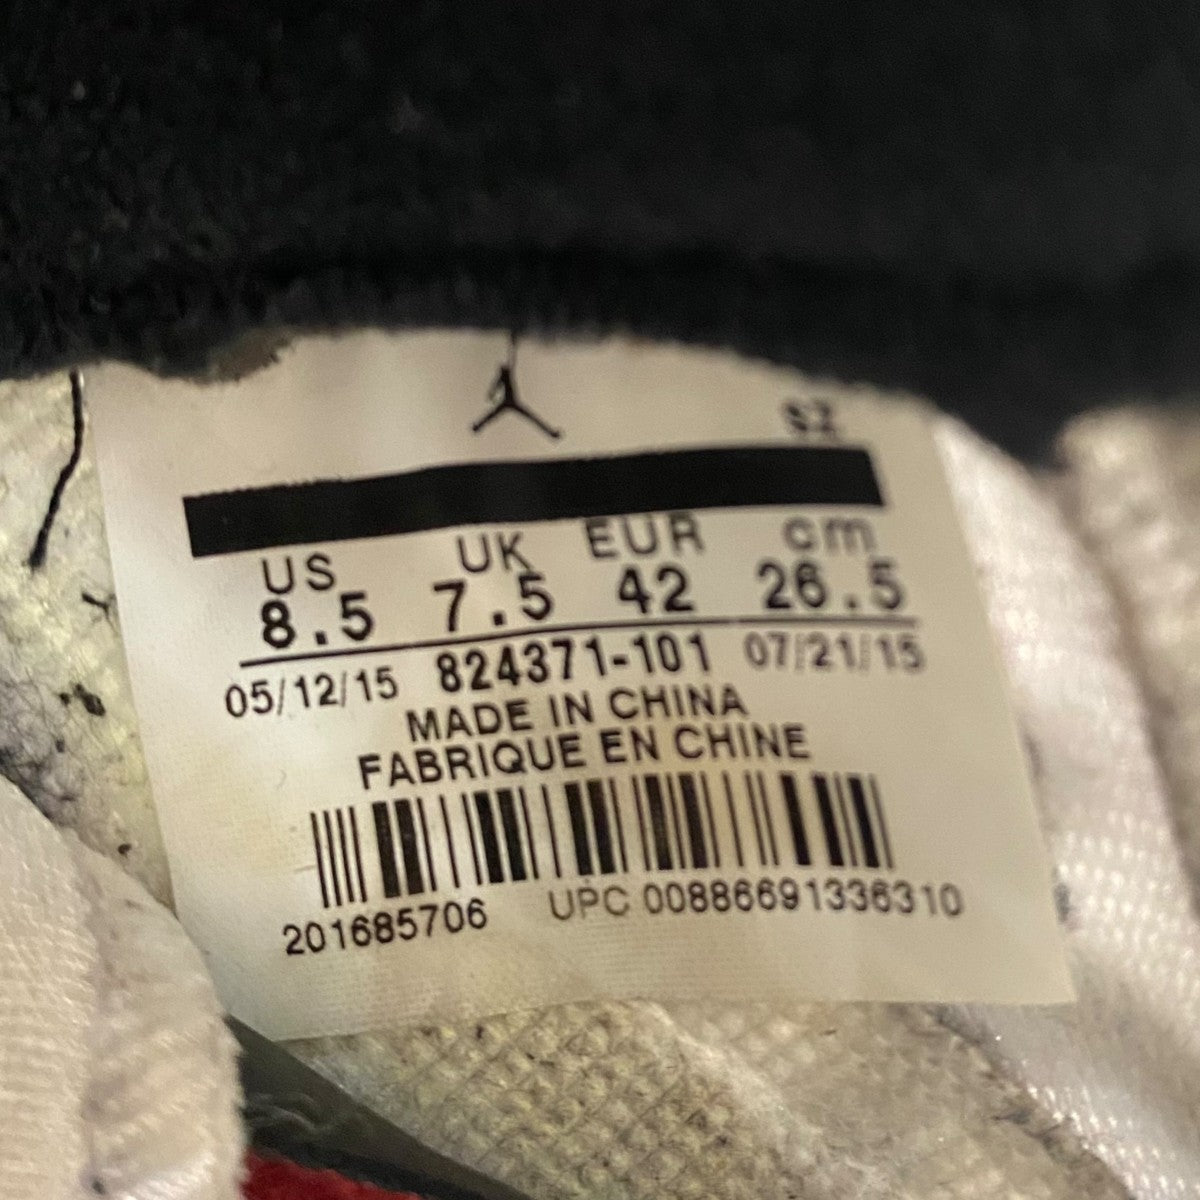 SZ
US UK EUR cm
8.5 7.5 42 26.5
05/12/15 824371-101 07/21/15
MADE IN CHINA
FABRIQUE EN CHINE
201685706 UPC 00886691336310